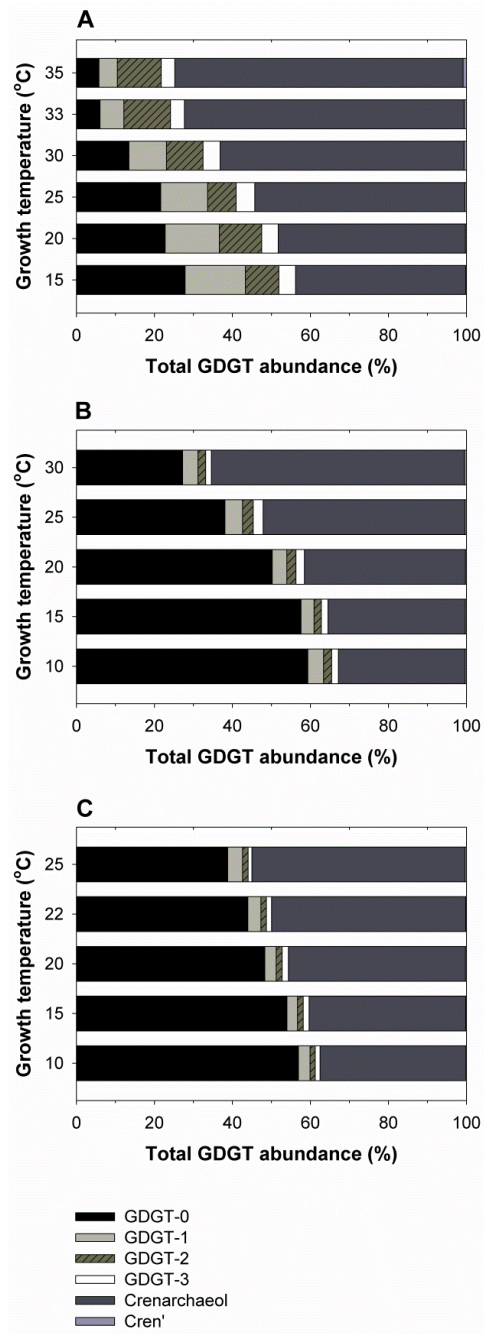 A
Growth temperature (°C)
35
33
30
25
20
15
0 20 40 60 80 100
Total GDGT abundance (%)
B
Growth temperature (°C)
30
25
20
15
10
0 20 40 60 80 100
Total GDGT abundance (%)
C
Growth temperature (°C)
25
22
20
15
10
0 20 40 60 80 100
Total GDGT abundance (%)
GDGT-0
GDGT-1
GDGT-2
GDGT-3
Crenarchaeol
Cren'